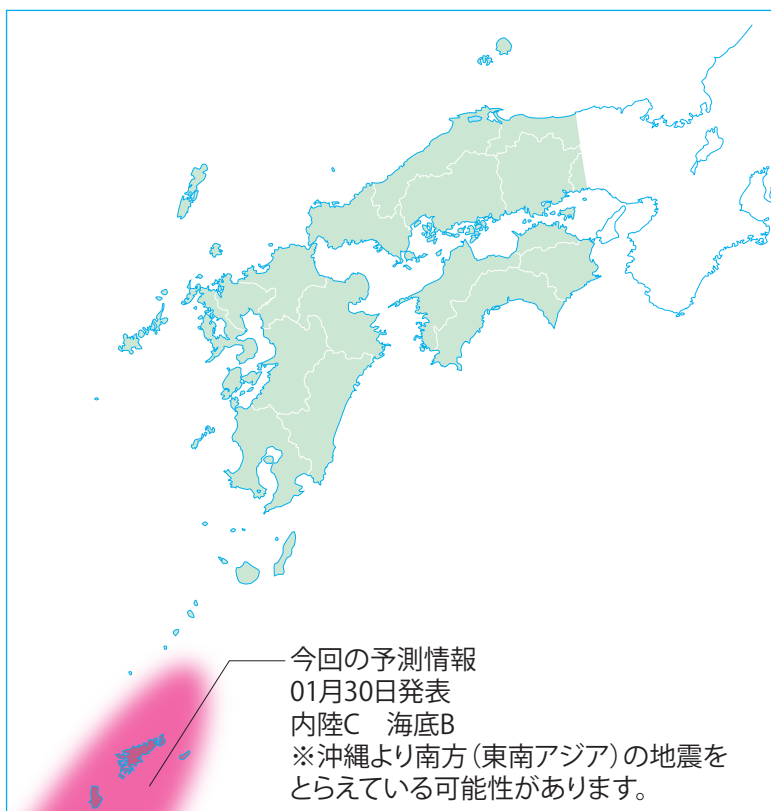 今回の予測情報
01月30日発表
内陸C　海底B
※沖縄より南方（東南アジア）の地震を
とらえている可能性があります。